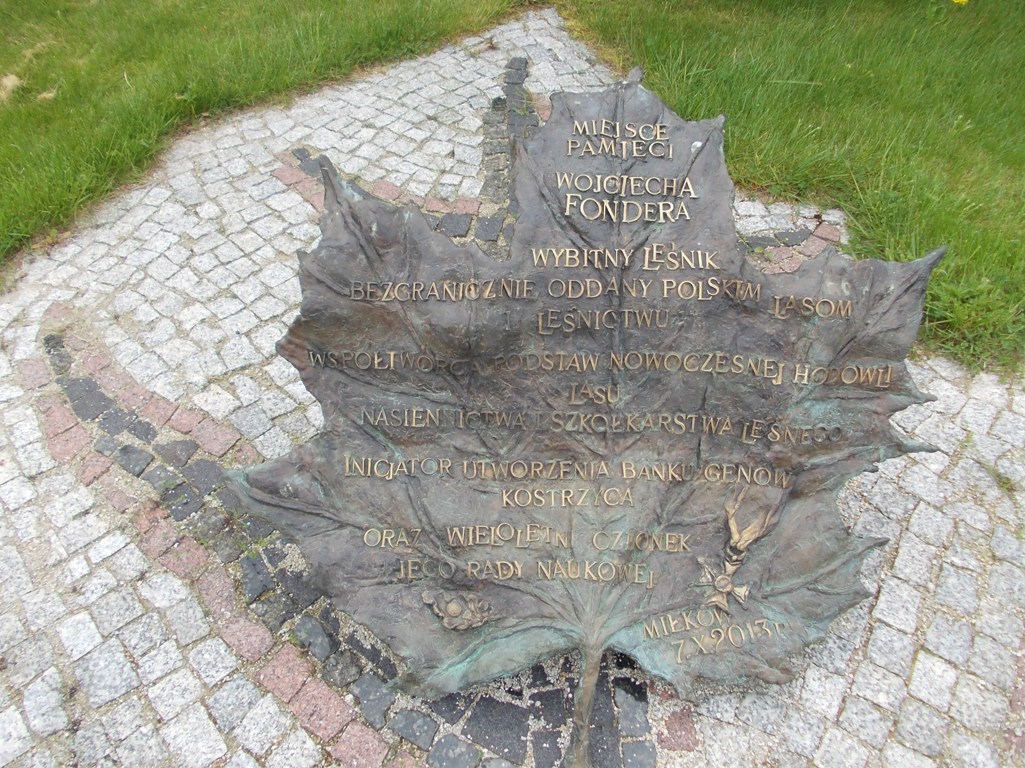 MIEJSCE
PAMIĘCI
WOJCIECHA
FONDERA
WYBITNY LEŚNIK
BEZGRANICZNIE ODDANY POLSKIM LASOM
I LEŚNICTWU
WSPÓŁTWÓRCA PODSTAW NOWOCZESNEJ HODOWLI
LASU
NASIENNICTWA I SZKÓŁKARSTWA LEŚNEGO
INICJATOR UTWORZENIA BANKU GENÓW
KOSTRZYCA
ORAZ WIELOLETNI CZŁONEK
JEGO RADY NAUKOWEJ
MIŁKÓW
7.X.2013r.